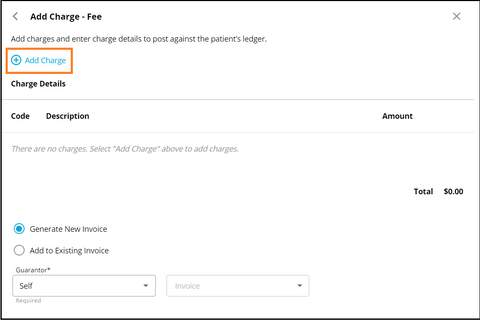 Add Charge - Fee
Add charges and enter charge details to post against the patient's ledger.
Add Charge
Charge Details
Code Description Amount
There are no charges. Select "Add Charge" above to add charges.
Total $0.00
Generate New Invoice
Add to Existing Invoice
Guarantor*
Self Invoice
Required